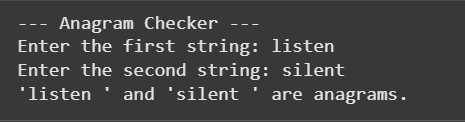 --- Anagram Checker ---
Enter the first string: listen
Enter the second string: silent
'listen ' and 'silent ' are anagrams.